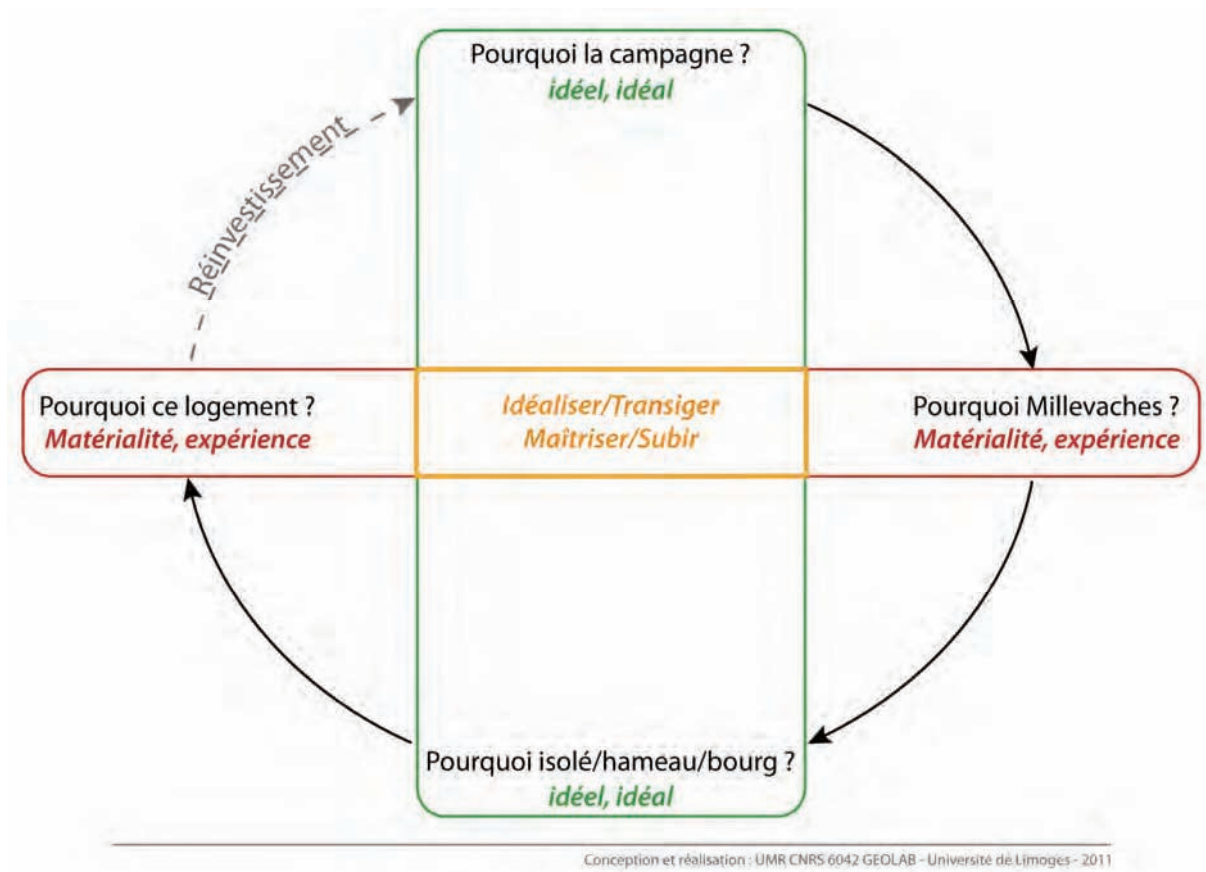 Pourquoi la campagne ?
idéel, idéal
Réinvestissement
Pourquoi ce logement ?
Matérialité, expérience
Idéaliser/Transiger
Maîtriser/Subir
Pourquoi Millevaches ?
Matérialité, expérience
Pourquoi isolé/hameau/bourg ?
idéel, idéal
Conception et réalisation : UMR CNRS 6042 GEOLAB - Université de Limoges - 2011